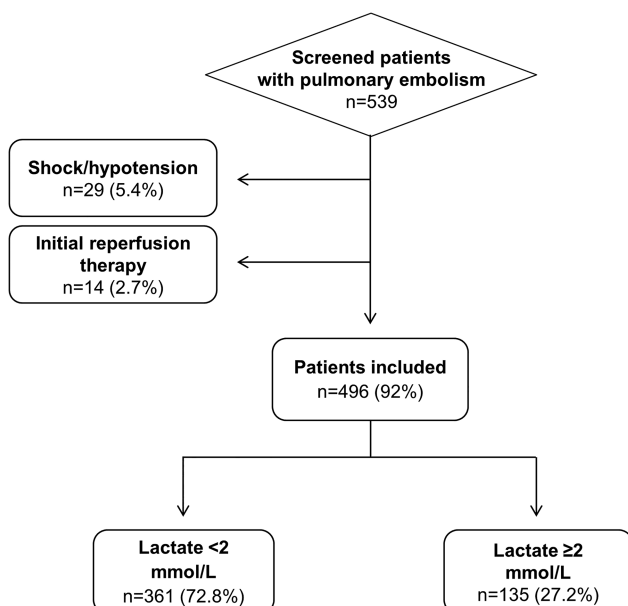 Screened patients
with pulmonary embolism
n=539
Shock/hypotension
n=29 (5.4%)
Initial reperfusion
therapy
n=14 (2.7%)
Patients included
n=496 (92%)
Lactate <2
mmol/L
n=361 (72.8%)
Lactate ≥2
mmol/L
n=135 (27.2%)